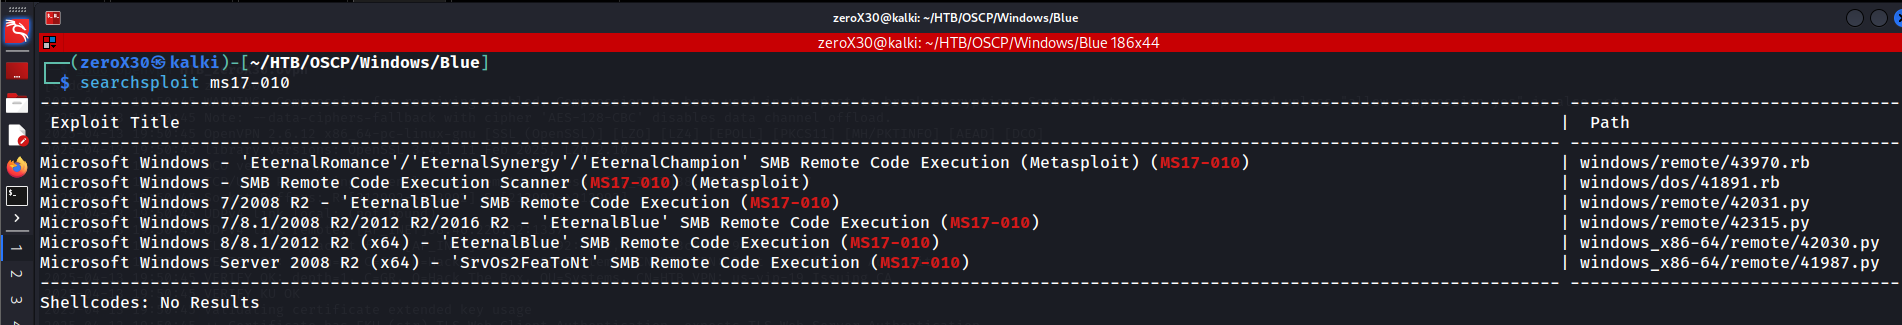 zeroX30@kalki: ~/HTB/OSCP/Windows/Blue
zeroX30@kalki: ~/HTB/OSCP/Windows/Blue 186x44
(zeroX30㉿kalki)-[~/HTB/OSCP/Windows/Blue]
$ searchsploit ms17-010
Exploit Title | Path
Microsoft Windows - 'EternalRomance'/'EternalSynergy'/'EternalChampion' SMB Remote Code Execution (Metasploit) (MS17-010) | windows/remote/43970.rb
Microsoft Windows - SMB Remote Code Execution Scanner (MS17-010) (Metasploit) | windows/dos/41891.rb
Microsoft Windows 7/2008 R2 - 'EternalBlue' SMB Remote Code Execution (MS17-010) | windows/remote/42031.py
Microsoft Windows 7/8.1/2008 R2/2012 R2/2016 R2 - 'EternalBlue' SMB Remote Code Execution (MS17-010) | windows/remote/42315.py
Microsoft Windows 8/8.1/2012 R2 (x64) - 'EternalBlue' SMB Remote Code Execution (MS17-010) | windows_x86-64/remote/42030.py
Microsoft Windows Server 2008 R2 (x64) - 'SrvOs2FeaToNt' SMB Remote Code Execution (MS17-010) | windows_x86-64/remote/41987.py
Shellcodes: No Results
1
2
3